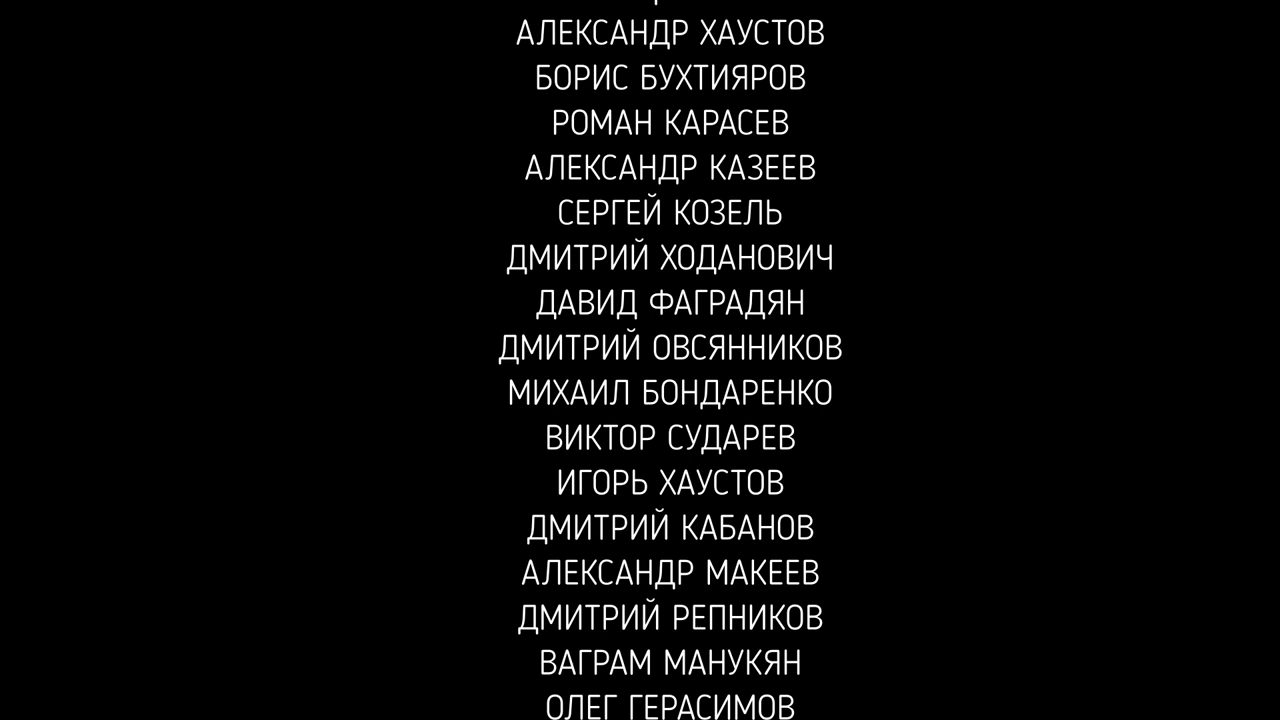 АЛЕКСАНДР ХАУСТОВ
БОРИС БУХТИЯРОВ
РОМАН КАРАСЕВ
АЛЕКСАНДР КАЗЕЕВ
СЕРГЕЙ КОЗЕЛЬ
ДМИТРИЙ ХОДАНОВИЧ
ДАВИД ФАГРАДЯН
ДМИТРИЙ ОВСЯННИКОВ
МИХАИЛ БОНДАРЕНКО
ВИКТОР СУДАРЕВ
ИГОРЬ ХАУСТОВ
ДМИТРИЙ КАБАНОВ
АЛЕКСАНДР МАКЕЕВ
ДМИТРИЙ РЕПНИКОВ
ВАГРАМ МАНУКЯН
ОЛЕГ ГЕРАСИМОВ